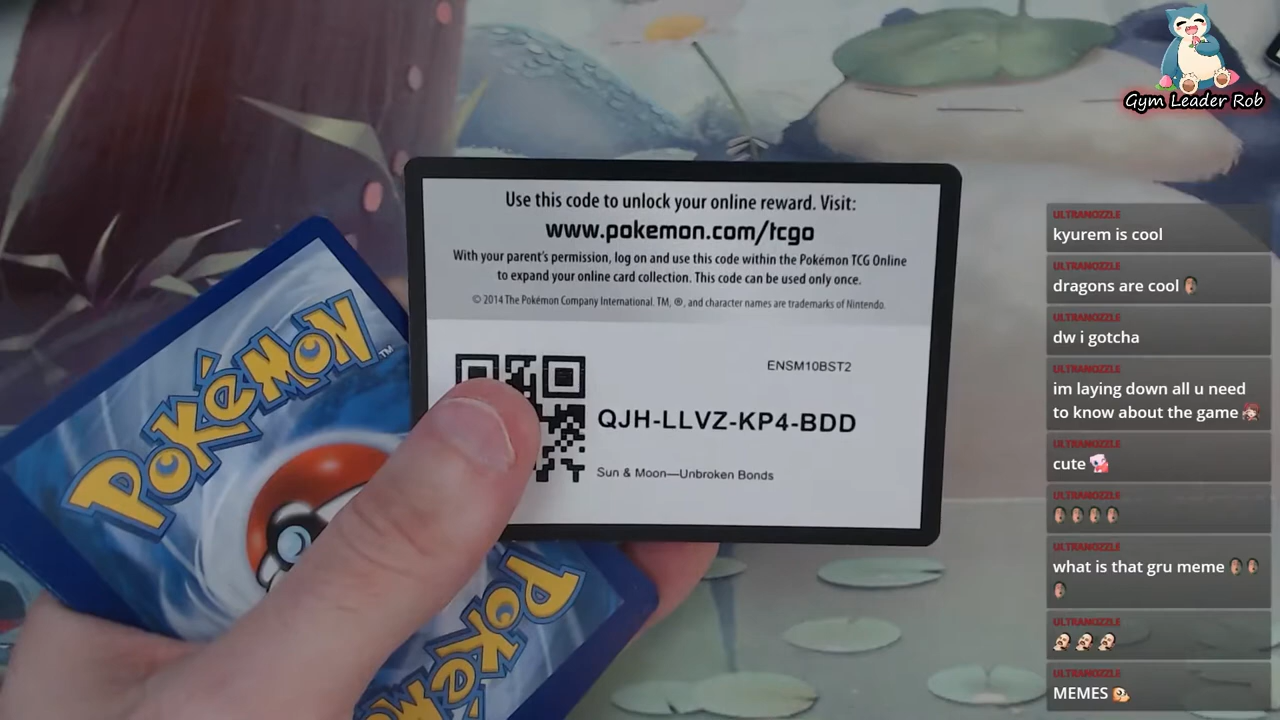 Gym Leader Rob
Use this code to unlock your online reward. Visit:
www.pokemon.com/tcgo
With your parent's permission, log on and use this code within the Pokémon TCG Online
to expand your online card collection. This code can be used only once.
© 2014 The Pokémon Company International. TM, ®, and character names are trademarks of Nintendo.
ENSM10BST2
QJH-LLVZ-KP4-BDD
Sun & Moon—Unbroken Bonds
POKéMON™
POKéM
ULTRANOZZLE
kyurem is cool
ULTRANOZZLE
dragons are cool
ULTRANOZZLE
dw i gotcha
ULTRANOZZLE
im laying down all u need
to know about the game
ULTRANOZZLE
cute
ULTRANOZZLE
ULTRANOZZLE
what is that gru meme
ULTRANOZZLE
ULTRANOZZLE
MEMES